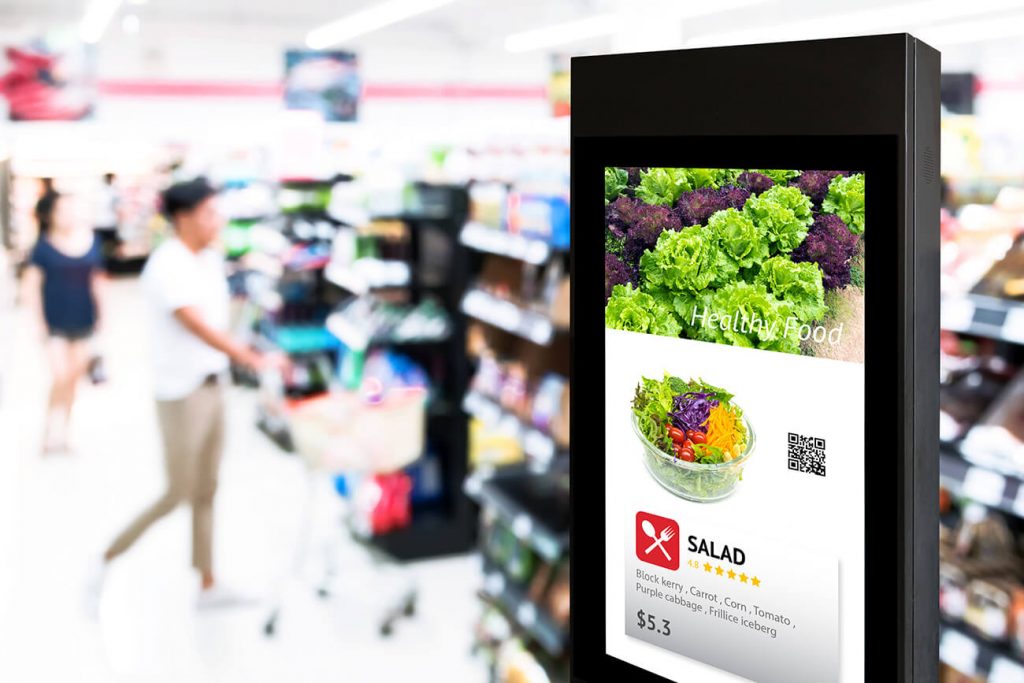 Healthy Food
SALAD
4.8
Block kerry , Carrot , Corn , Tomato ,
Purple cabbage , Frillice iceberg
$5.3